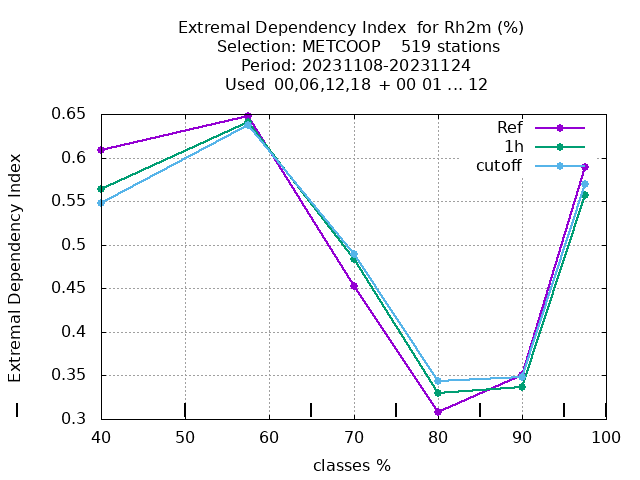 Extremal Dependency Index for Rh2m (%)
Selection: METCOOP 519 stations
Period: 20231108-20231124
Used 00,06,12,18 + 00 01 ... 12
Extremal Dependency Index
0.65
0.6
0.55
0.5
0.45
0.4
0.35
0.3
Ref
1h
cutoff
40 50 60 70 80 90 100
classes %